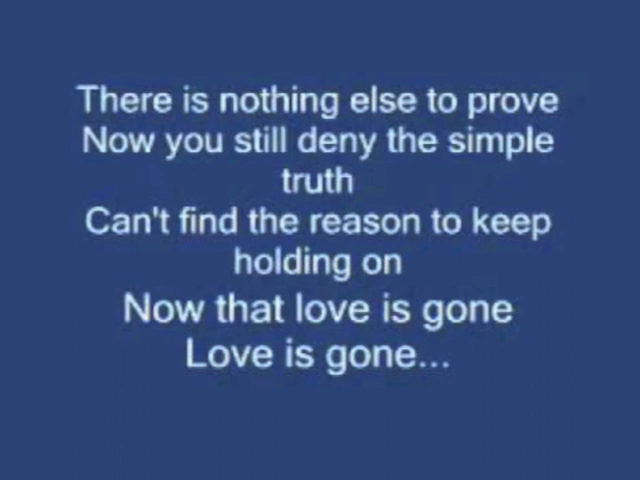 There is nothing else to prove
Now you still deny the simple
truth
Can't find the reason to keep
holding on
Now that love is gone
Love is gone...